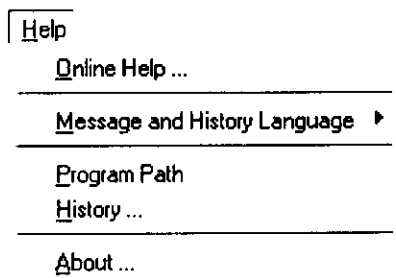 Help
Online Help ...
Message and History Language
Program Path
History ...
About ...